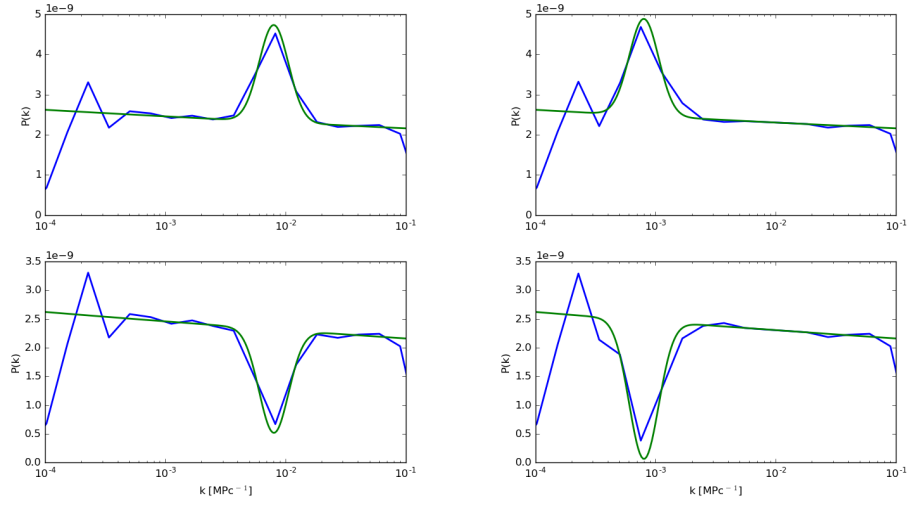 1e−9 1e−9
5 5
4 4
3 3
P(k) P(k)
2 2
1 1
0 0
10⁻⁴ 10⁻³ 10⁻² 10⁻¹ 10⁻⁴ 10⁻³ 10⁻² 10⁻¹
1e−9 1e−9
3.5 3.5
3.0 3.0
2.5 2.5
2.0 2.0
P(k) P(k)
1.5 1.5
1.0 1.0
0.5 0.5
0.0 0.0
10⁻⁴ 10⁻³ 10⁻² 10⁻¹ 10⁻⁴ 10⁻³ 10⁻² 10⁻¹
k [MPc⁻¹] k [MPc⁻¹]